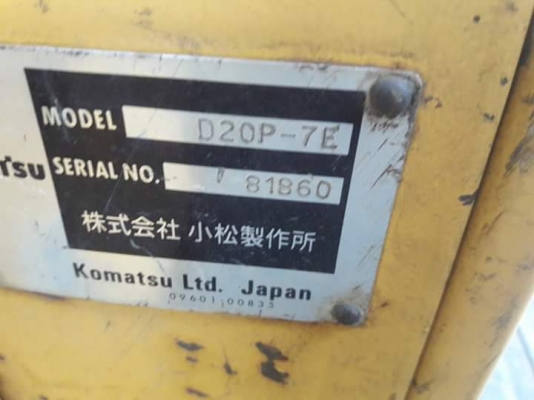 MODEL D20P-7E
SERIAL NO. 81860
株式会社 小松製作所
Komatsu Ltd. Japan
09601 00835